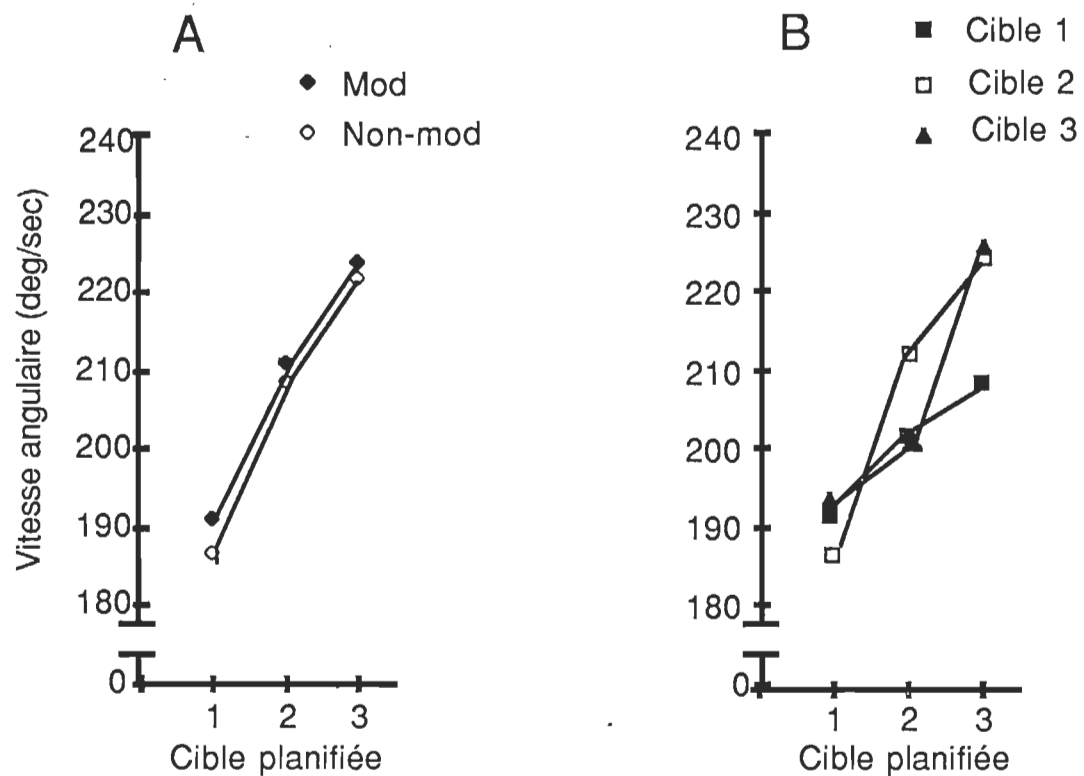 A
Mod
Non-mod
Vitesse angulaire (deg/sec)
240
230
220
210
200
190
180
0
1 2 3
Cible planifiée
B
Cible 1
Cible 2
Cible 3
240
230
220
210
200
190
180
0
1 2 3
Cible planifiée